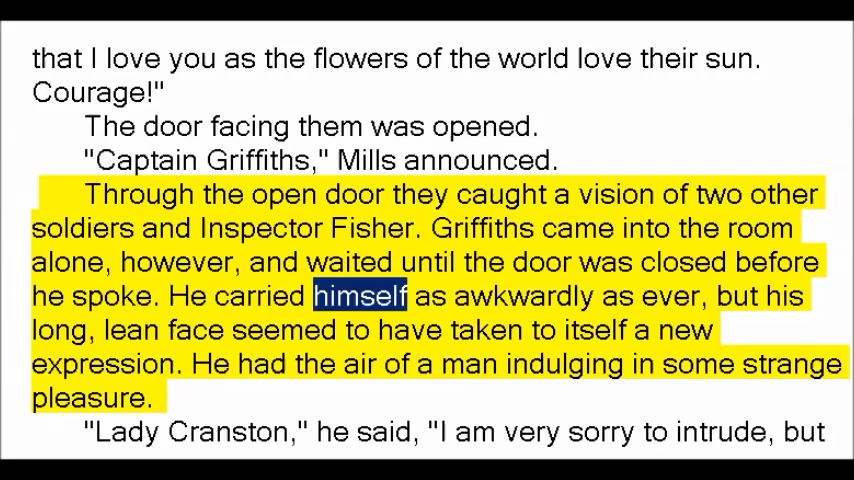 that I love you as the flowers of the world love their sun.
Courage!"
The door facing them was opened.
"Captain Griffiths," Mills announced.
Through the open door they caught a vision of two other
soldiers and Inspector Fisher. Griffiths came into the room
alone, however, and waited until the door was closed before
he spoke. He carried himself as awkwardly as ever, but his
long, lean face seemed to have taken to itself a new
expression. He had the air of a man indulging in some strange
pleasure.
"Lady Cranston," he said, "I am very sorry to intrude, but